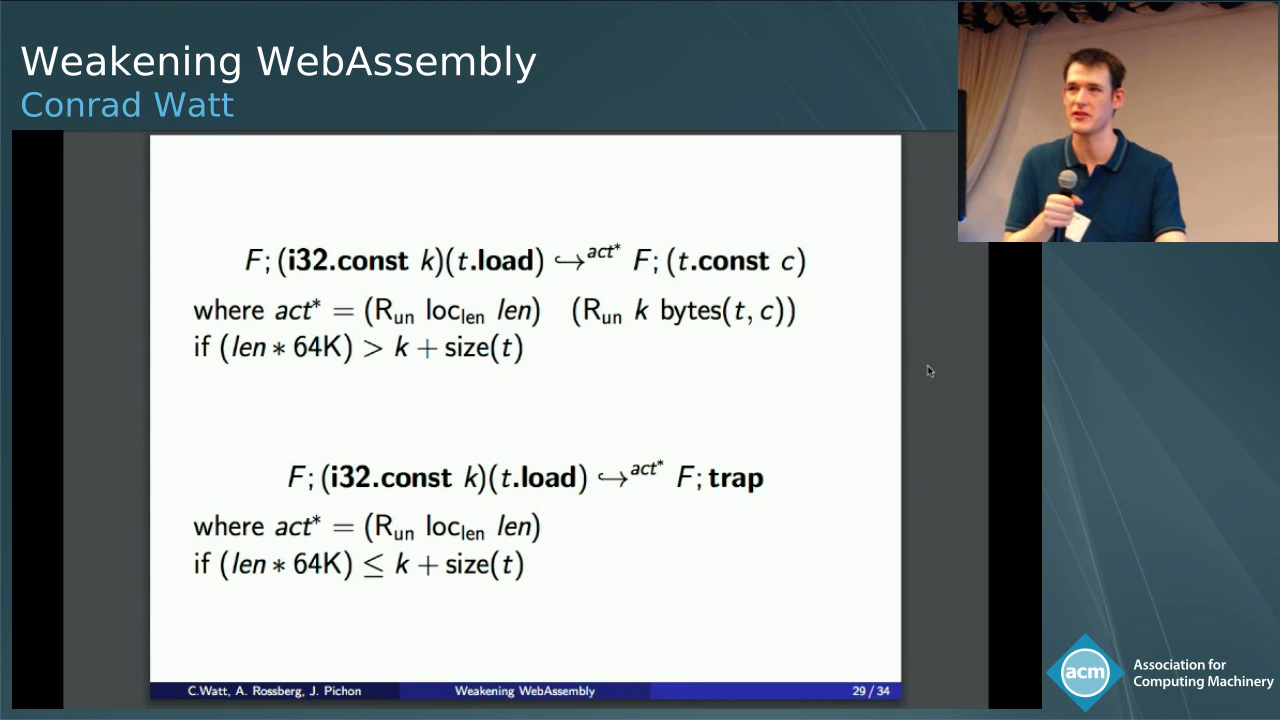 Weakening WebAssembly
Conrad Watt
F; (i32.const k)(t.load) ↪^act* F; (t.const c)
where act* = (R_un loc_len len) (R_un k bytes(t, c))
if (len * 64K) > k + size(t)
F; (i32.const k)(t.load) ↪^act* F; trap
where act* = (R_un loc_len len)
if (len * 64K) ≤ k + size(t)
C.Watt, A. Rossberg, J. Pichon Weakening WebAssembly 29 / 34
acm
Association for
Computing Machinery